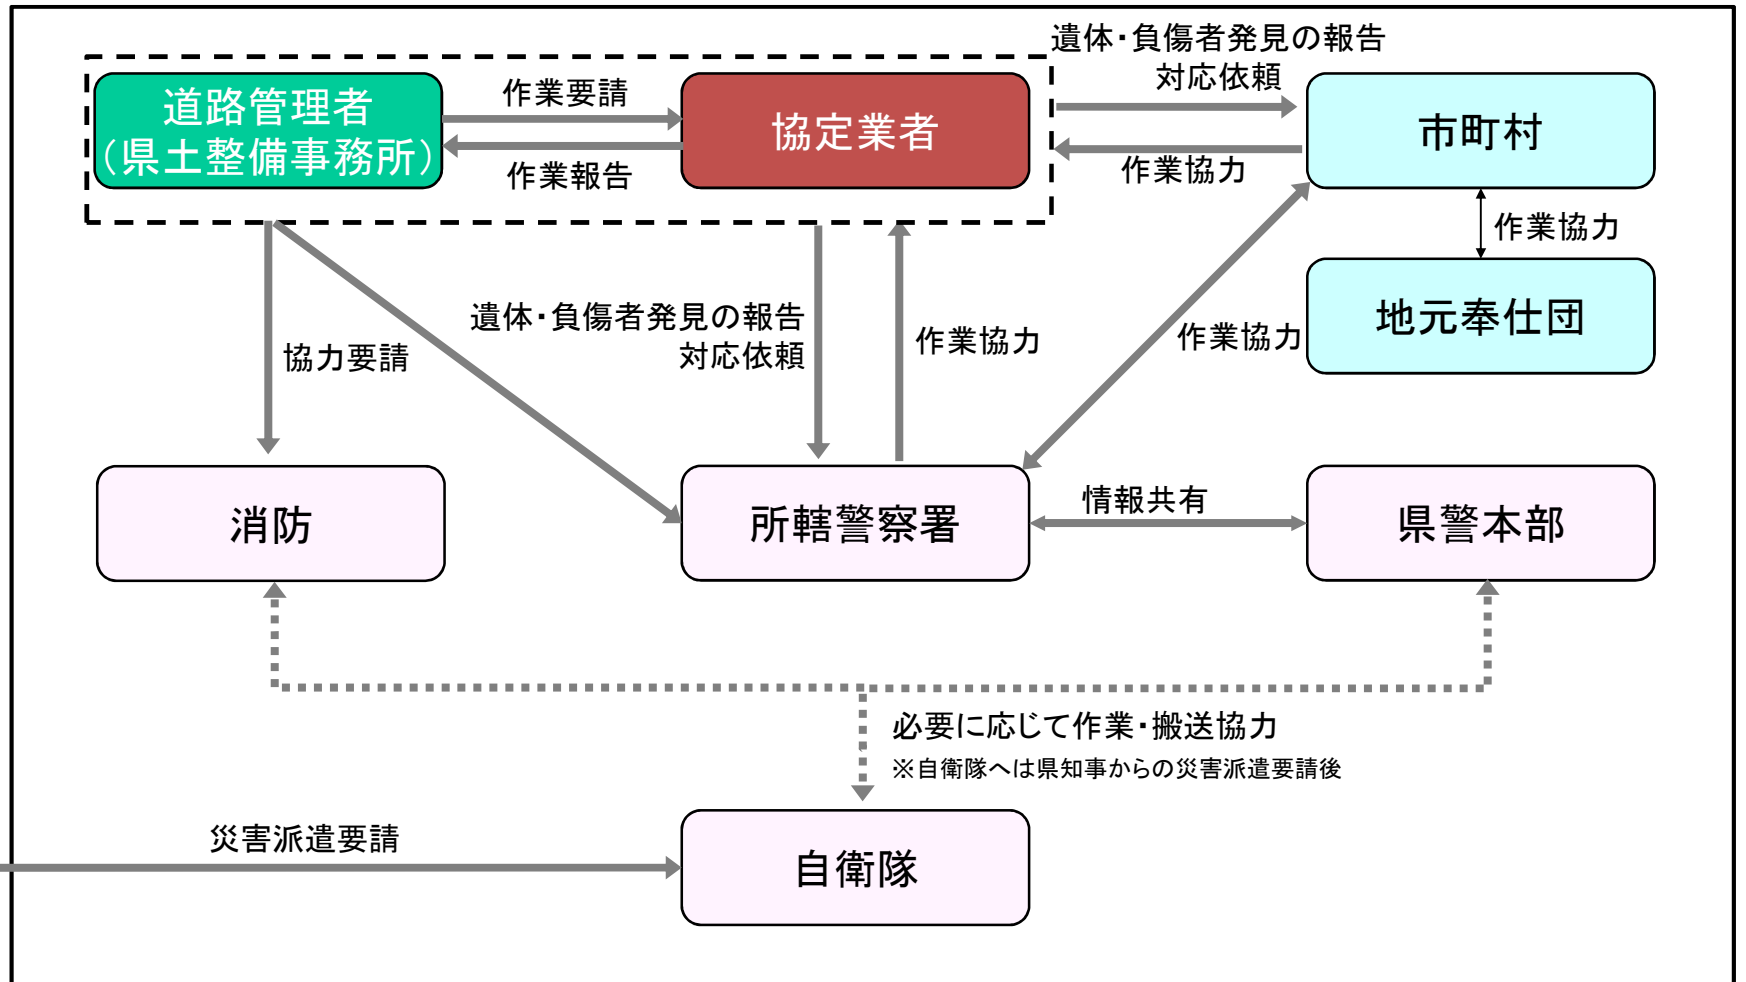 遺体・負傷者発見の報告
対応依頼
道路管理者
（県土整備事務所）
作業要請
作業報告
協定業者
作業協力
市町村
作業協力
地元奉仕団
協力要請
遺体・負傷者発見の報告
対応依頼
作業協力
作業協力
消防
所轄警察署
情報共有
県警本部
必要に応じて作業・搬送協力
※自衛隊へは県知事からの災害派遣要請後
災害派遣要請
自衛隊